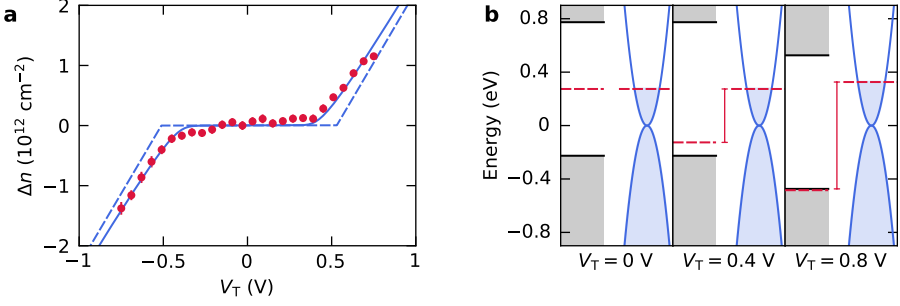 a
2
1
0
−1
−2
Δn (10¹² cm⁻²)
−1
−0.5
0
0.5
1
V_T (V)
b
0.8
0.4
0
−0.4
−0.8
Energy (eV)
V_T = 0 V
V_T = 0.4 V
V_T = 0.8 V